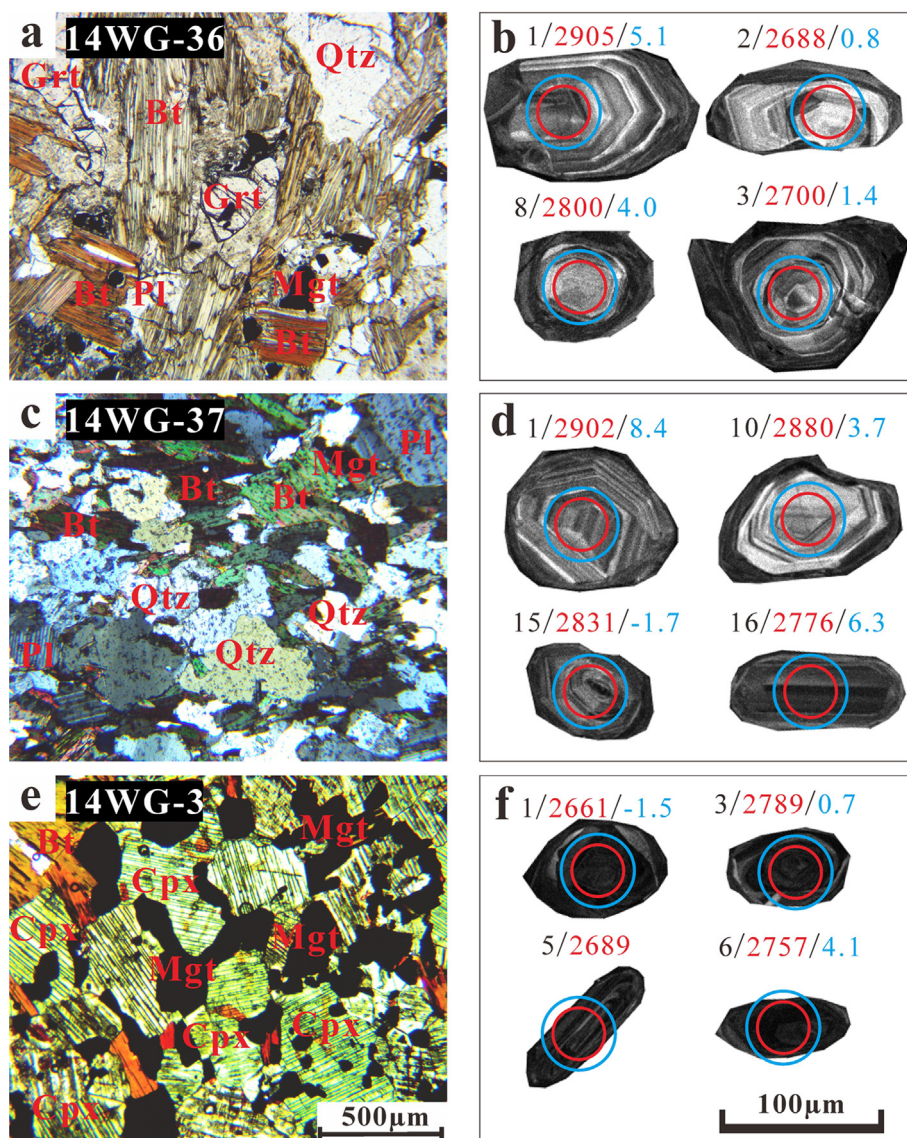 a 14WG-36
Qtz
Grt
Bt
Grt
Bt Pl Mgt
Bt
b 1/2905/5.1 2/2688/0.8
8/2800/4.0 3/2700/1.4
c 14WG-37
Pl
Mgt
Bt Bt
Bt
Qtz Qtz
Pl Qtz
d 1/2902/8.4 10/2880/3.7
15/2831/-1.7 16/2776/6.3
e 14WG-3
Mgt
Bt
Cpx
Cpx
Mgt
Mgt
Cpx Cpx
Cpx
500μm
f 1/2661/-1.5 3/2789/0.7
5/2689 6/2757/4.1
100μm